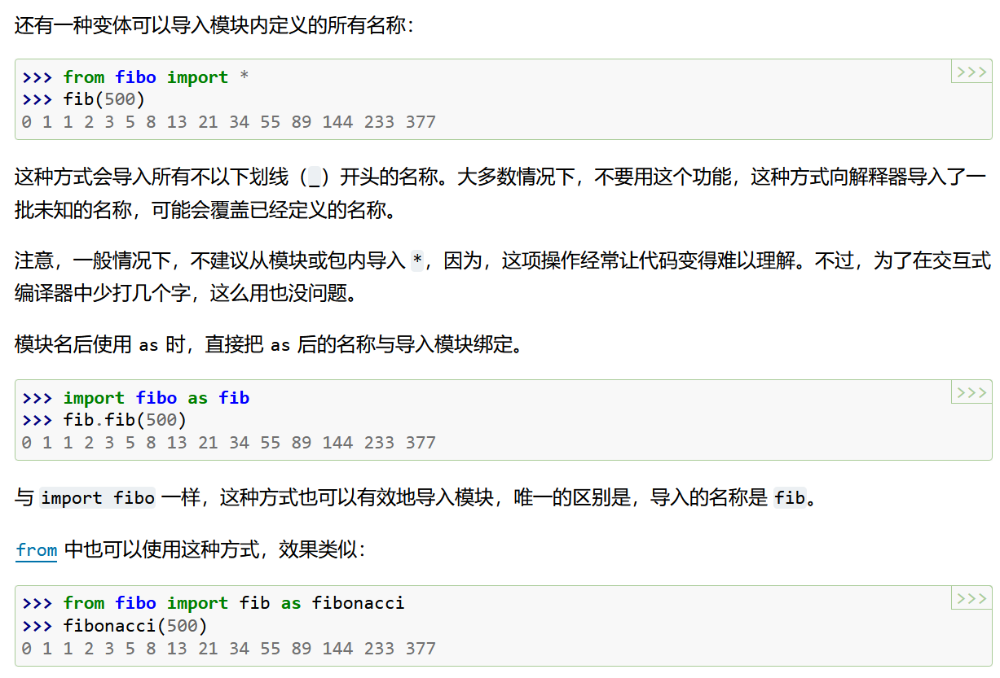 还有一种变体可以导入模块内定义的所有名称：
>>> from fibo import *
>>>
>>> fib(500)
0 1 1 2 3 5 8 13 21 34 55 89 144 233 377
这种方式会导入所有不以下划线（_）开头的名称。大多数情况下，不要用这个功能，这种方式向解释器导入了一
批未知的名称，可能会覆盖已经定义的名称。
注意，一般情况下，不建议从模块或包内导入 *，因为，这项操作经常让代码变得难以理解。不过，为了在交互式
编译器中少打几个字，这么用也没问题。
模块名后使用 as 时，直接把 as 后的名称与导入模块绑定。
>>> import fibo as fib
>>>
>>> fib.fib(500)
0 1 1 2 3 5 8 13 21 34 55 89 144 233 377
与 import fibo 一样，这种方式也可以有效地导入模块，唯一的区别是，导入的名称是 fib。
from 中也可以使用这种方式，效果类似：
>>> from fibo import fib as fibonacci
>>>
>>> fibonacci(500)
0 1 1 2 3 5 8 13 21 34 55 89 144 233 377